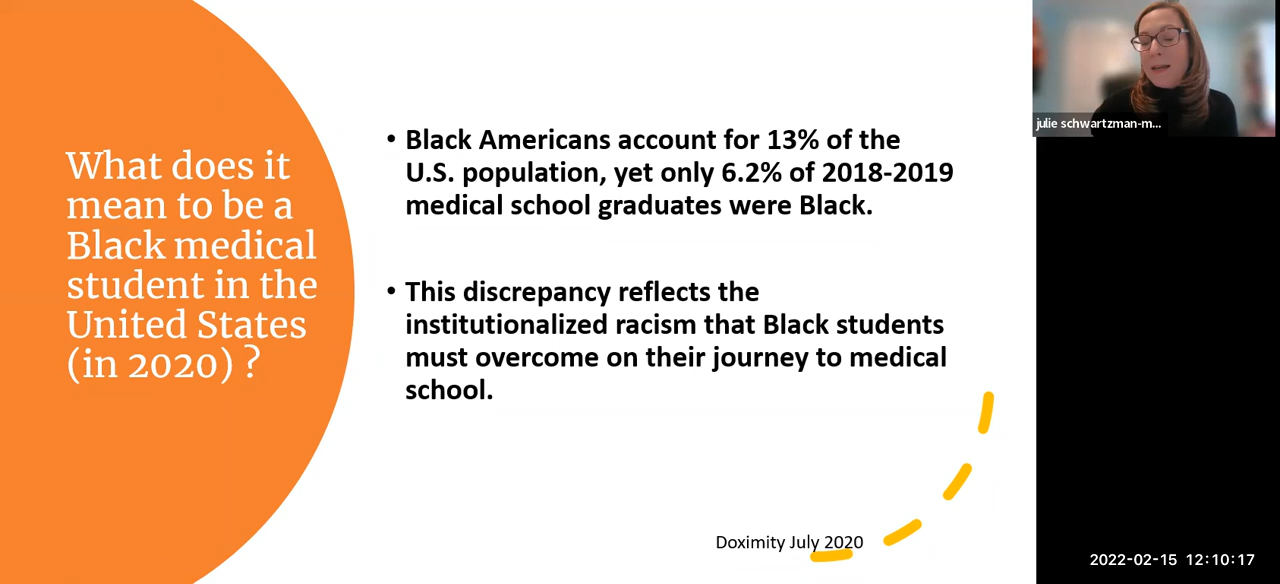 What does it
mean to be a
Black medical
student in the
United States
(in 2020) ?
• Black Americans account for 13% of the
U.S. population, yet only 6.2% of 2018-2019
medical school graduates were Black.
• This discrepancy reflects the
institutionalized racism that Black students
must overcome on their journey to medical
school.
Doximity July 2020
julie schwartzman-m...
2022-02-15 12:10:17